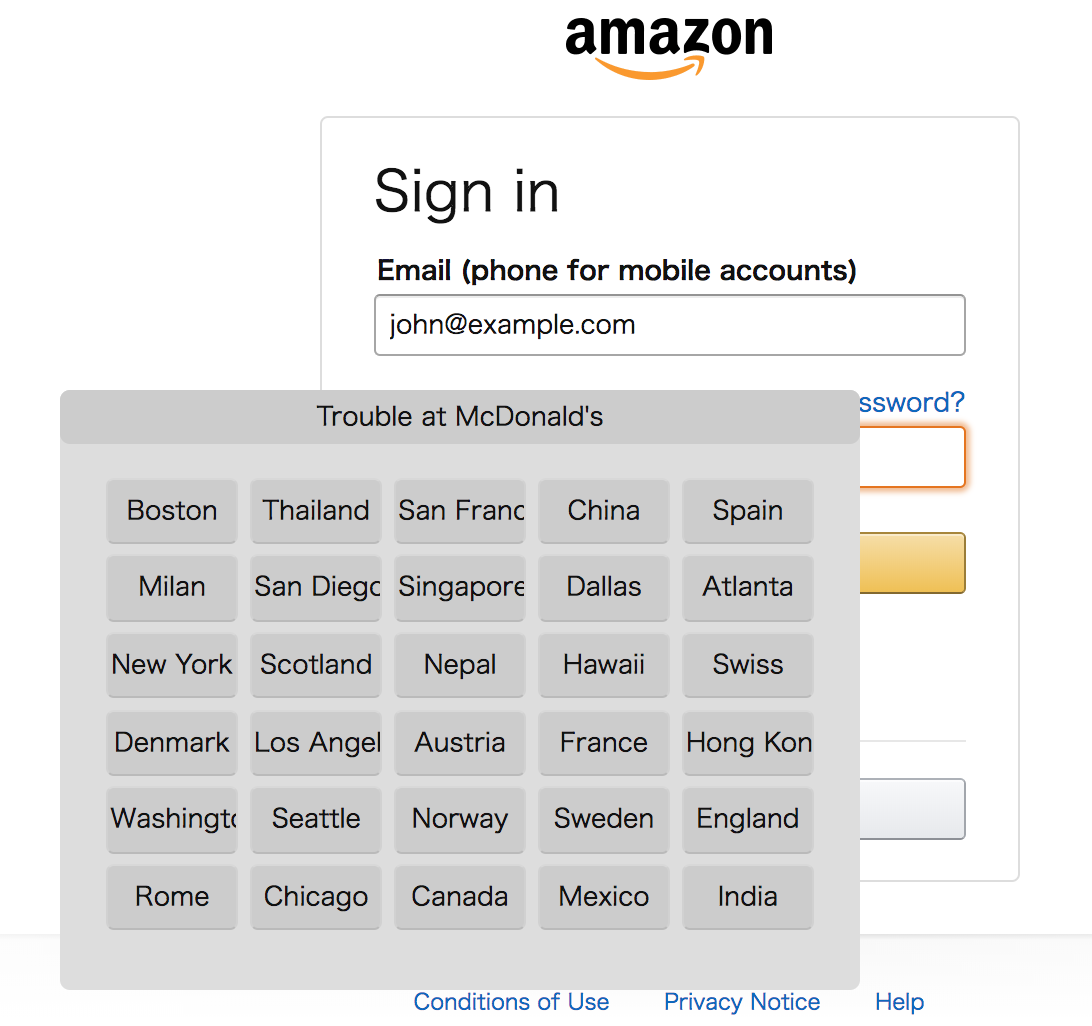 amazon
Sign in
Email (phone for mobile accounts)
john@example.com
ssword?
Trouble at McDonald's
Boston Thailand San Franc China Spain
Milan San Diego Singapore Dallas Atlanta
New York Scotland Nepal Hawaii Swiss
Denmark Los Angel Austria France Hong Kon
Washingto Seattle Norway Sweden England
Rome Chicago Canada Mexico India
Conditions of Use Privacy Notice Help